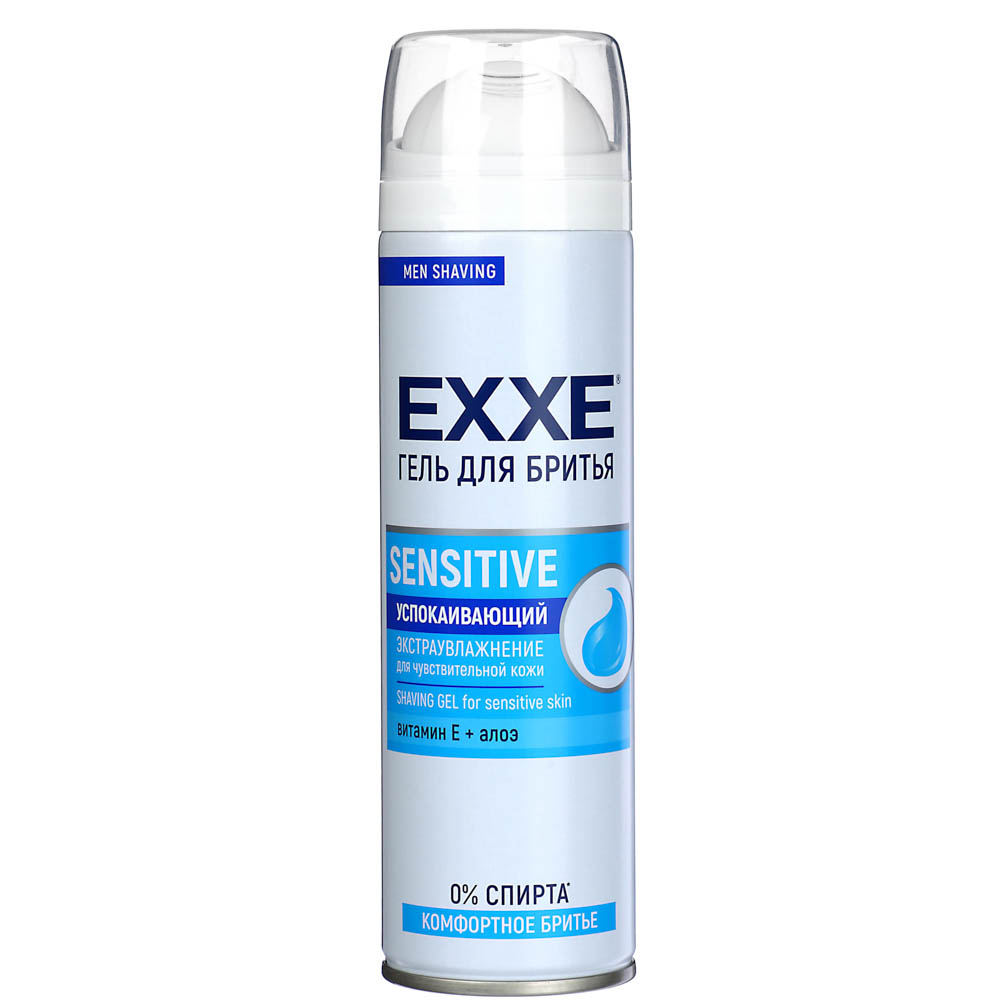 MEN SHAVING
EXXE®
ГЕЛЬ ДЛЯ БРИТЬЯ
SENSITIVE
УСПОКАИВАЮЩИЙ
ЭКСТРАУВЛАЖНЕНИЕ
для чувствительной кожи
SHAVING GEL for sensitive skin
витамин Е + алоэ
0% СПИРТА*
КОМФОРТНОЕ БРИТЬЕ